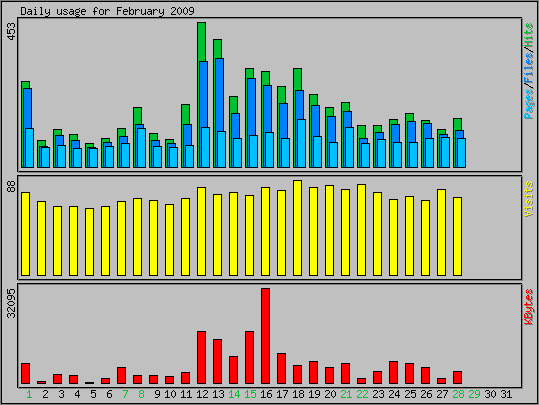 Daily usage for February 2009
453
Pages/Files/Hits
88
Visits
32095
KBytes
1 2 3 4 5 6 7 8 9 10 11 12 13 14 15 16 17 18 19 20 21 22 23 24 25 26 27 28 29 30 31